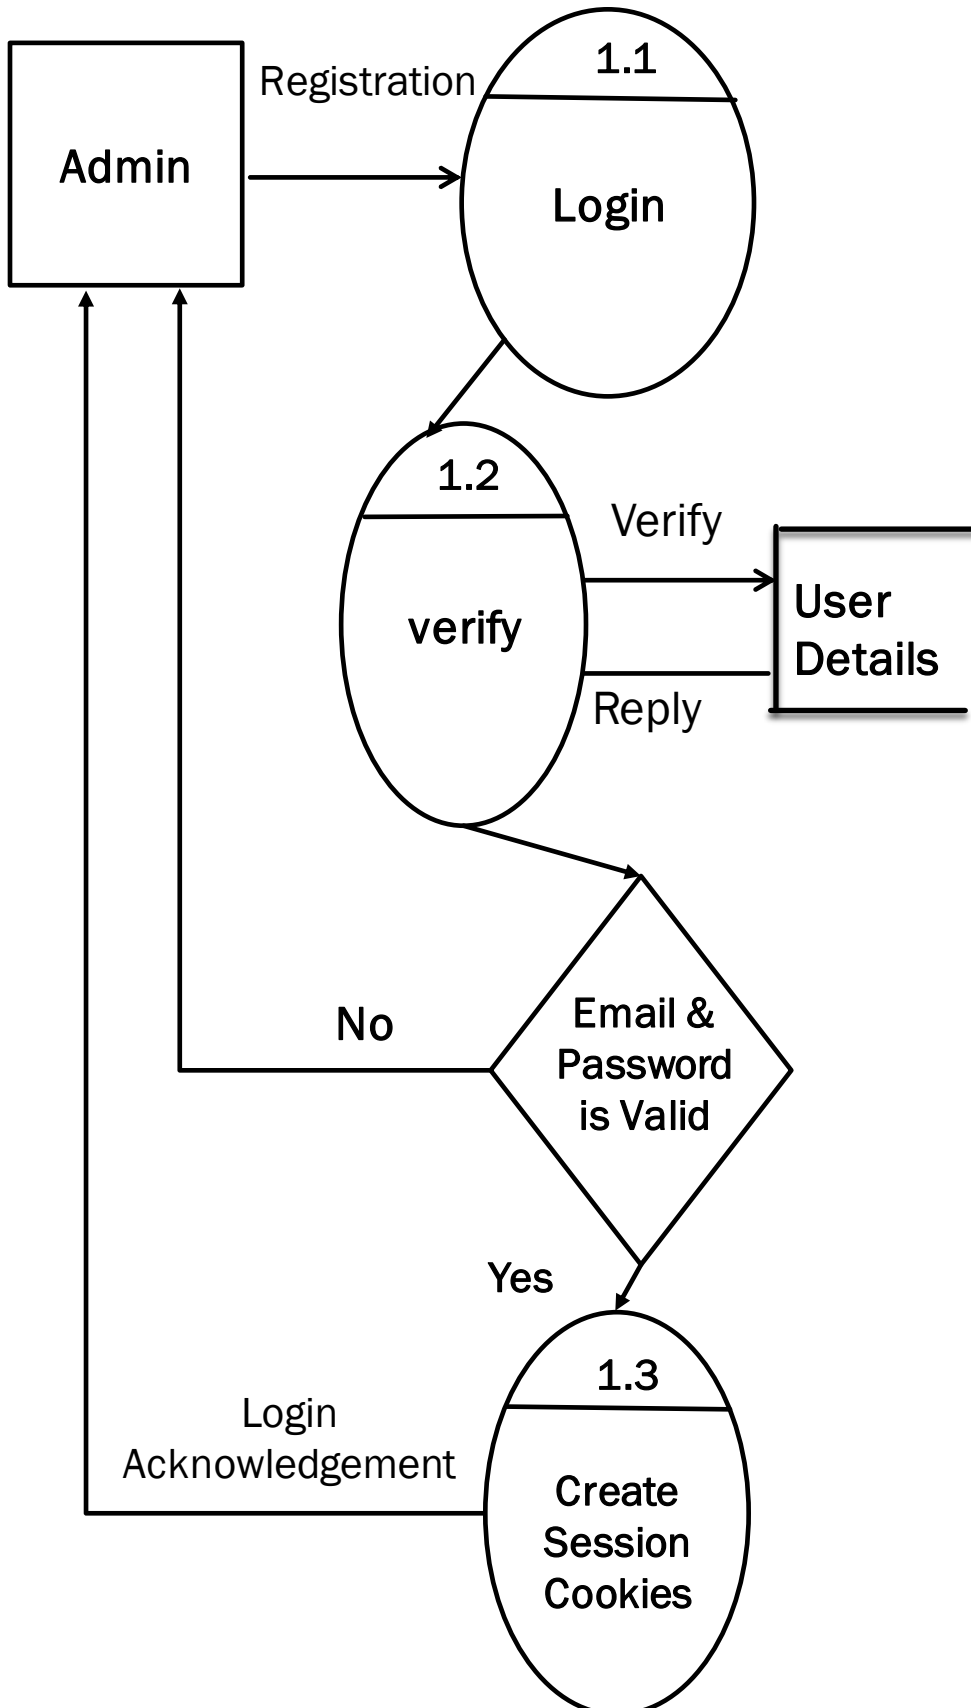 1.1
Registration
Admin
Login
1.2
Verify
User
Details
verify
Reply
Email &
Password
is Valid
No
Yes
1.3
Login
Acknowledgement
Create
Session
Cookies